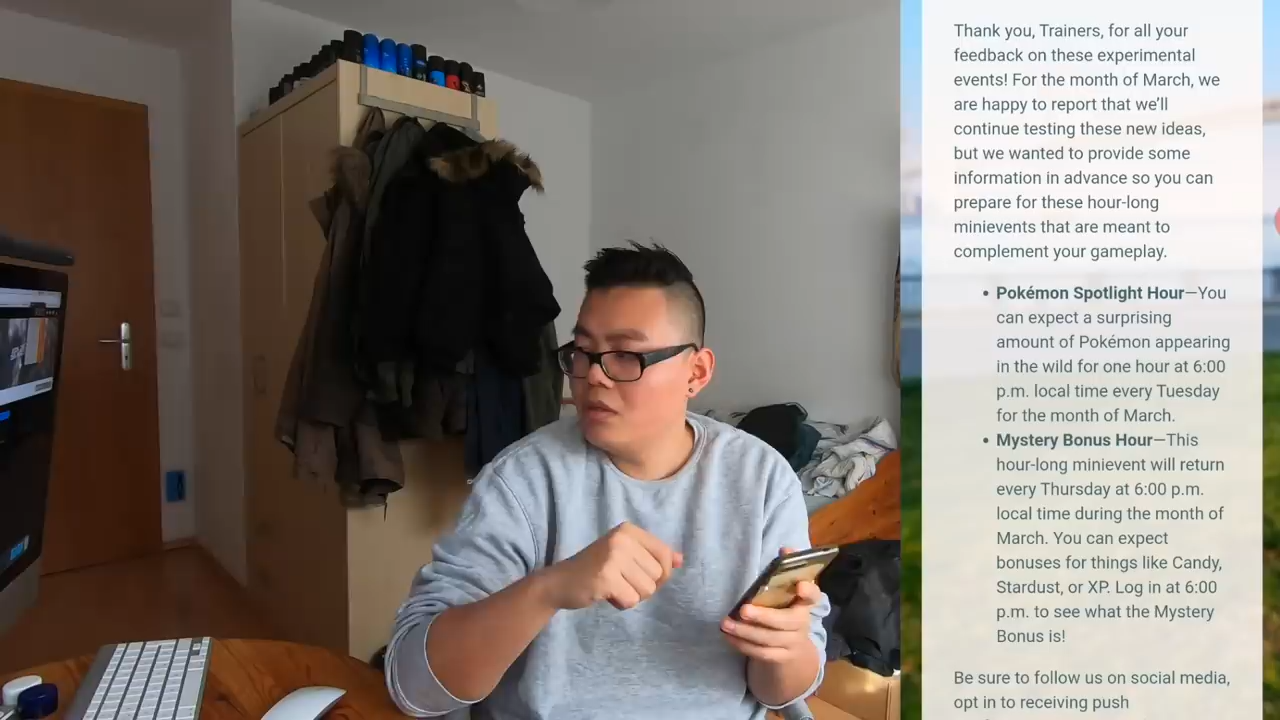 Thank you, Trainers, for all your
feedback on these experimental
events! For the month of March, we
are happy to report that we'll
continue testing these new ideas,
but we wanted to provide some
information in advance so you can
prepare for these hour-long
minievents that are meant to
complement your gameplay.
• Pokémon Spotlight Hour—You
can expect a surprising
amount of Pokémon appearing
in the wild for one hour at 6:00
p.m. local time every Tuesday
for the month of March.
• Mystery Bonus Hour—This
hour-long minievent will return
every Thursday at 6:00 p.m.
local time during the month of
March. You can expect
bonuses for things like Candy,
Stardust, or XP. Log in at 6:00
p.m. to see what the Mystery
Bonus is!
Be sure to follow us on social media,
opt in to receiving push